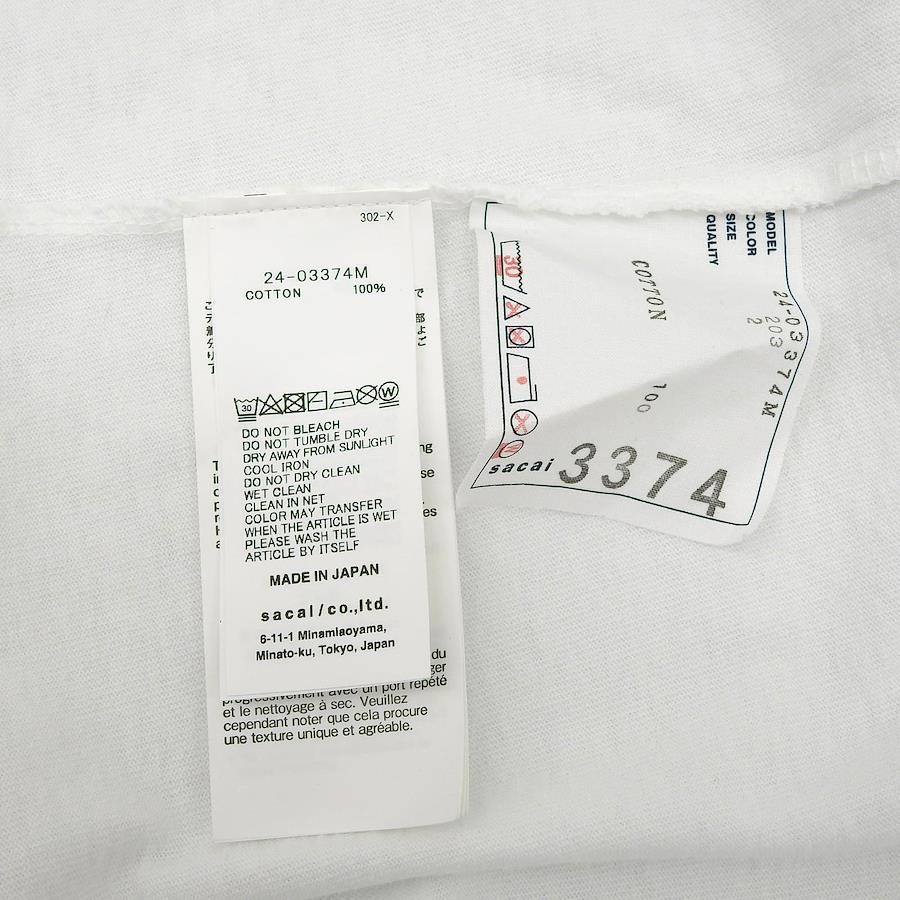 302-X
24-03374M
COTTON 100%
30
W
DO NOT BLEACH
DO NOT TUMBLE DRY
DRY AWAY FROM SUNLIGHT
COOL IRON
DO NOT DRY CLEAN
WET CLEAN
CLEAN IN NET
COLOR MAY TRANSFER
WHEN THE ARTICLE IS WET
PLEASE WASH THE
ARTICLE BY ITSELF
MADE IN JAPAN
sacai/co.,ltd.
6-11-1 Minamiaoyama,
Minato-ku, Tokyo, Japan
du
progressivement avec un port répété
et le nettoyage à sec. Veuillez
cependant noter que cela procure
une texture unique et agréable.
MODEL 24-03374M
COLOR 203
SIZE 2
QUALITY
COTTON 100
30
W
sacai 3374